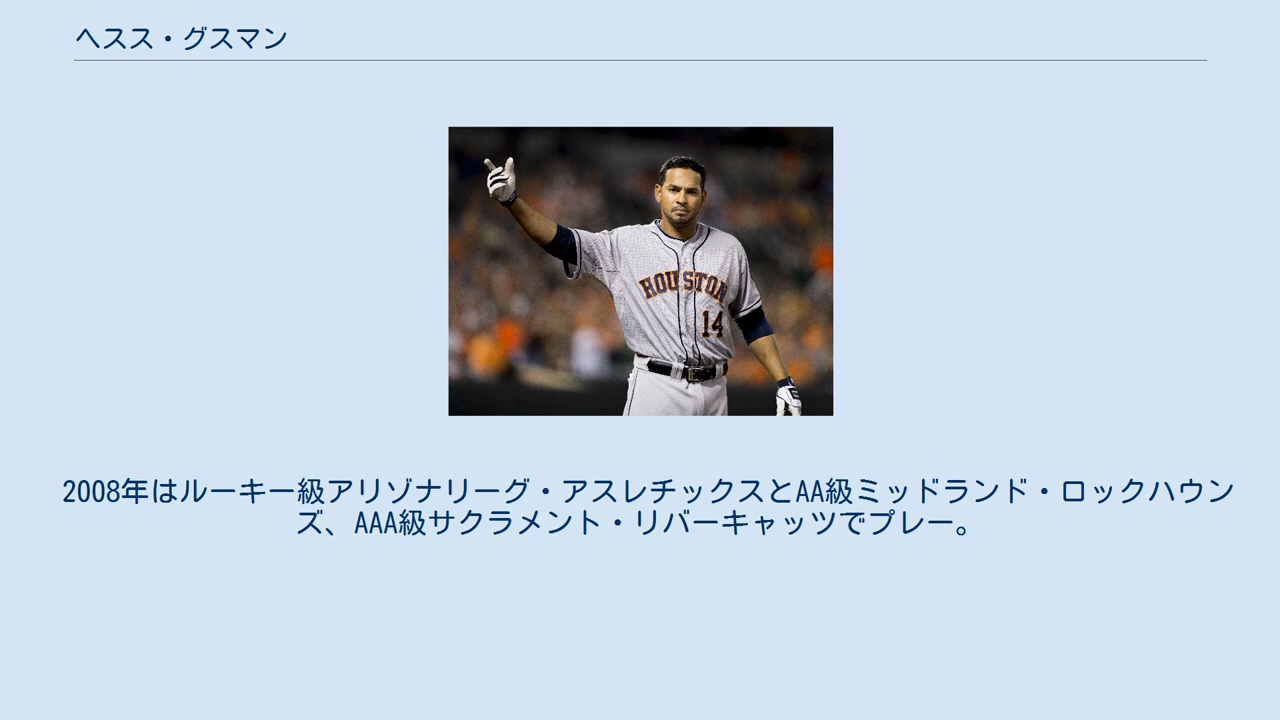 ヘスス・グスマン
HOUSTON
14
2008年はルーキー級アリゾナリーグ・アスレチックスとAA級ミッドランド・ロックハウン
ズ、AAA級サクラメント・リバーキャッツでプレー。